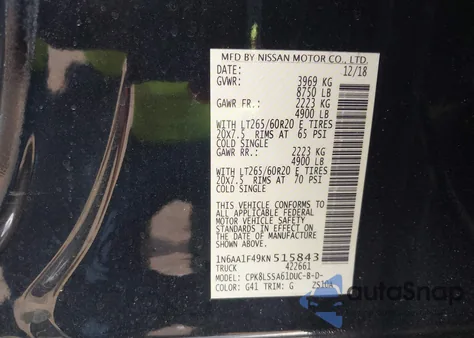 MFD BY NISSAN MOTOR CO., LTD.
DATE: 12/18
GVWR: 3969 KG
8750 LB
GAWR FR.: 2223 KG
4900 LB
WITH LT265/60R20 E TIRES
20x7.5 RIMS AT 65 PSI
COLD SINGLE
GAWR RR.: 2223 KG
4900 LB
WITH LT265/60R20 E TIRES
20x7.5 RIMS AT 70 PSI
COLD SINGLE
THIS VEHICLE CONFORMS TO
ALL APPLICABLE FEDERAL
MOTOR VEHICLE SAFETY
STANDARDS IN EFFECT ON
THE DATE OF MANUFACTURE
SHOWN ABOVE.
1N6AA1F49KN515843
TRUCK 422661
MODEL: CPK8LSSA61DUC-B-D-
COLOR: G41 TRIM: G
autoSnap